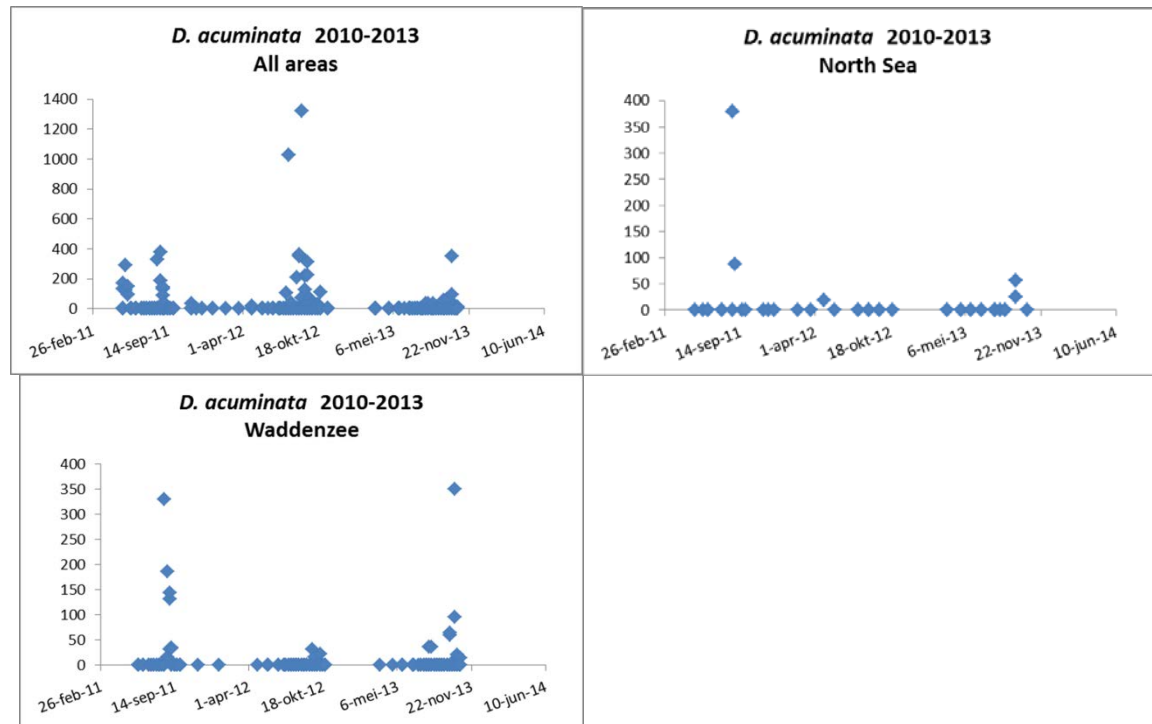 D. acuminata 2010-2013
All areas
1400
1200
1000
800
600
400
200
0
26-feb-11 14-sep-11 1-apr-12 18-okt-12 6-mei-13 22-nov-13 10-jun-14
D. acuminata 2010-2013
North Sea
400
350
300
250
200
150
100
50
0
26-feb-11 14-sep-11 1-apr-12 18-okt-12 6-mei-13 22-nov-13 10-jun-14
D. acuminata 2010-2013
Waddenzee
400
350
300
250
200
150
100
50
0
26-feb-11 14-sep-11 1-apr-12 18-okt-12 6-mei-13 22-nov-13 10-jun-14